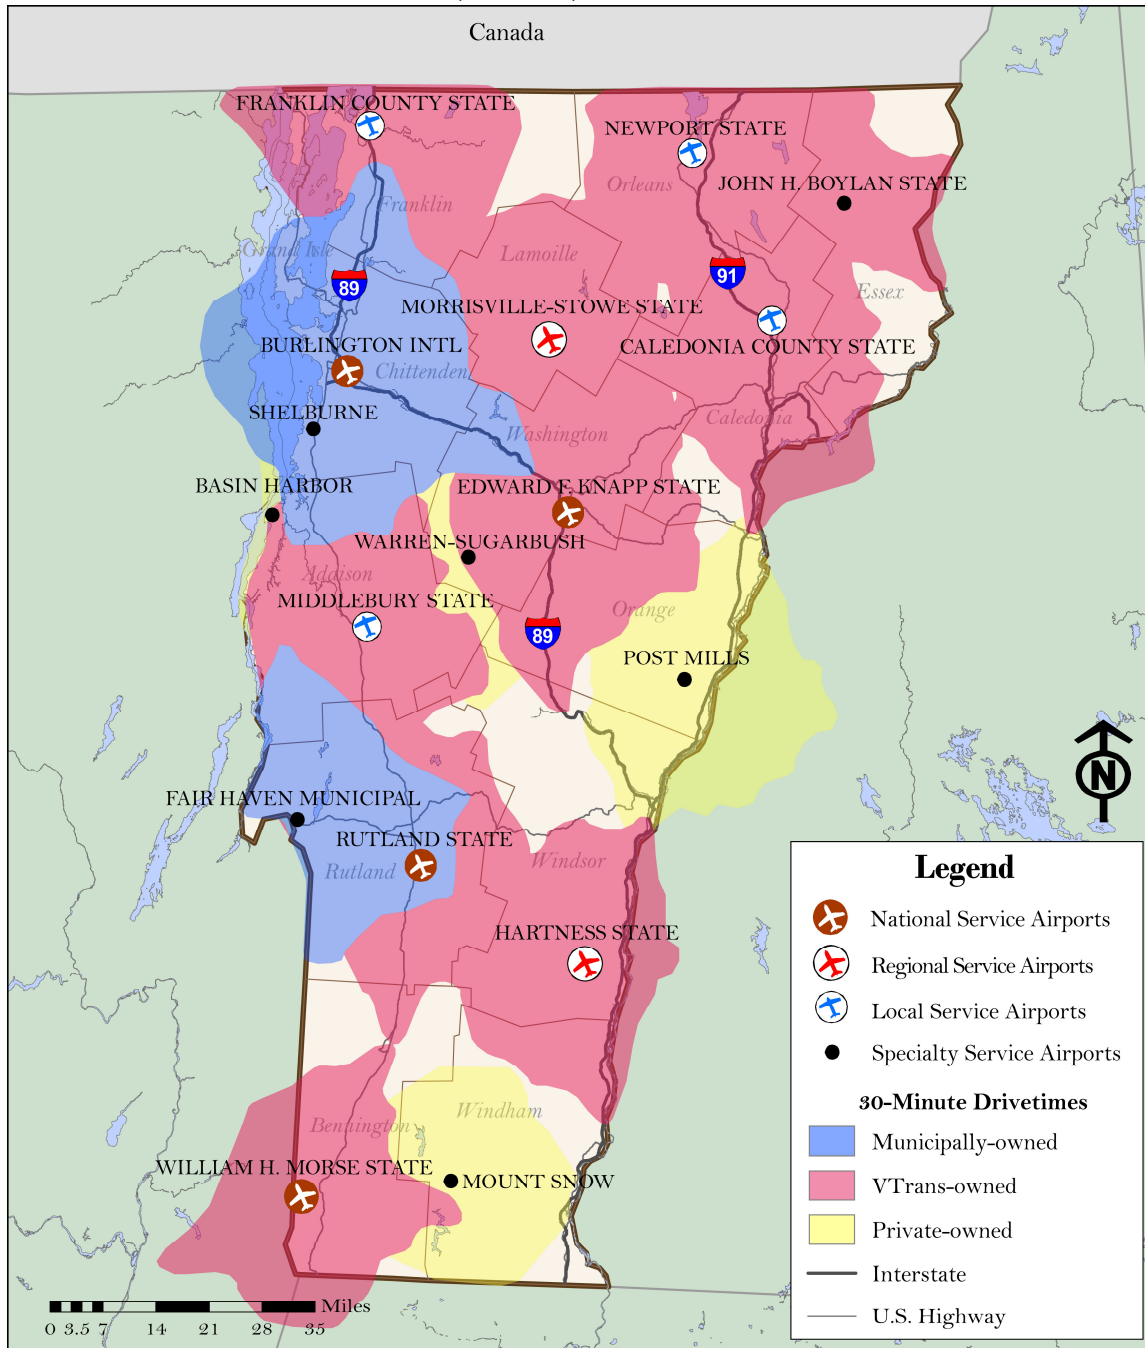 Canada
FRANKLIN COUNTY STATE
NEWPORT STATE
Orleans
JOHN H. BOYLAN STATE
Franklin
Grand Isle
Lamoille
89
91
Essex
MORRISVILLE-STOWE STATE
BURLINGTON INTL
CALEDONIA COUNTY STATE
Chittenden
SHELBURNE
Caledonia
Washington
BASIN HARBOR
EDWARD F. KNAPP STATE
WARREN-SUGARBUSH
Addison
MIDDLEBURY STATE
Orange
89
POST MILLS
N
FAIR HAVEN MUNICIPAL
RUTLAND STATE
Rutland
Windsor
HARTNESS STATE
Windham
Bennington
WILLIAM H. MORSE STATE
MOUNT SNOW
Miles
0 3.5 7 14 21 28 35
Legend
National Service Airports
Regional Service Airports
Local Service Airports
Specialty Service Airports
30-Minute Drivetimes
Municipally-owned
VTrans-owned
Private-owned
Interstate
U.S. Highway